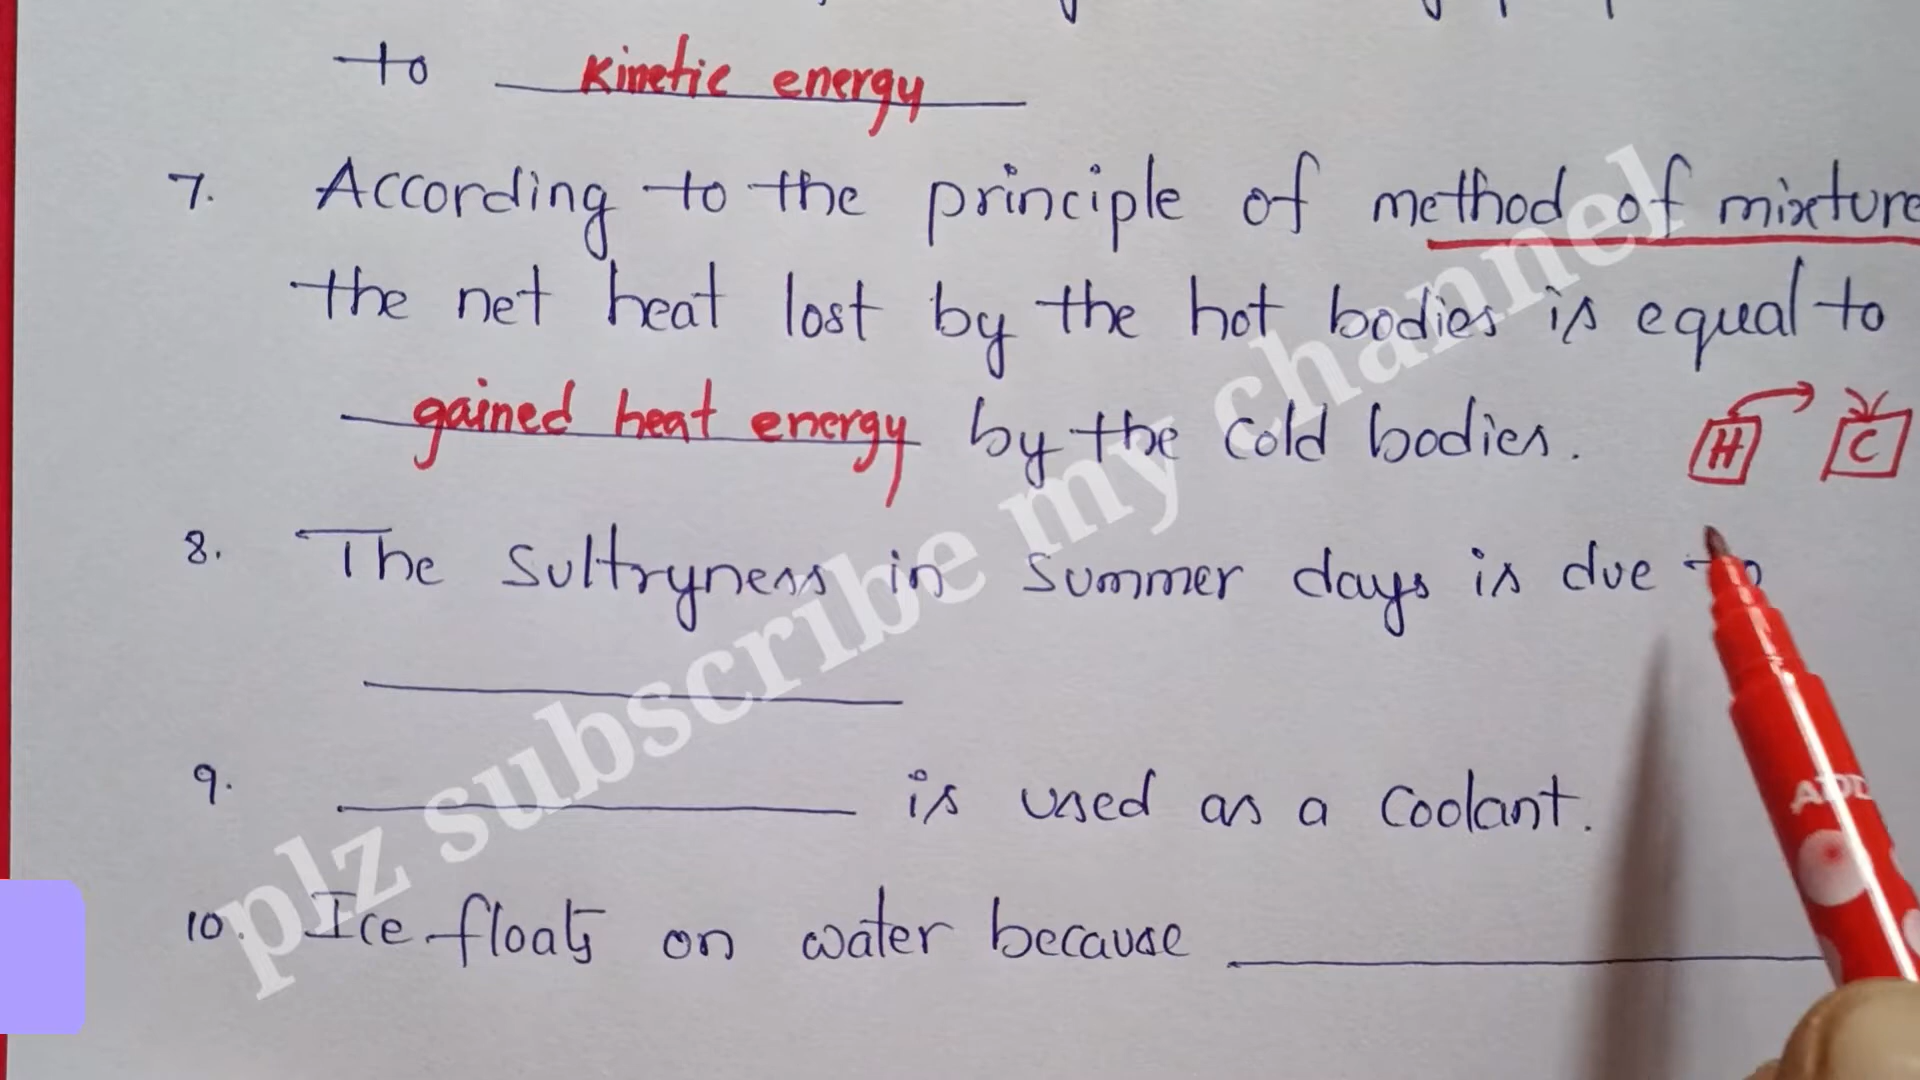 to Kinetic energy
7. According to the principle of method of mixture
the net heat lost by the hot bodies is equal to
gained heat energy by the cold bodies.
H C
8. The Sultryness in Summer days is due to
9. is used as a coolant.
10. Ice floats on water because
plz subscribe my channel